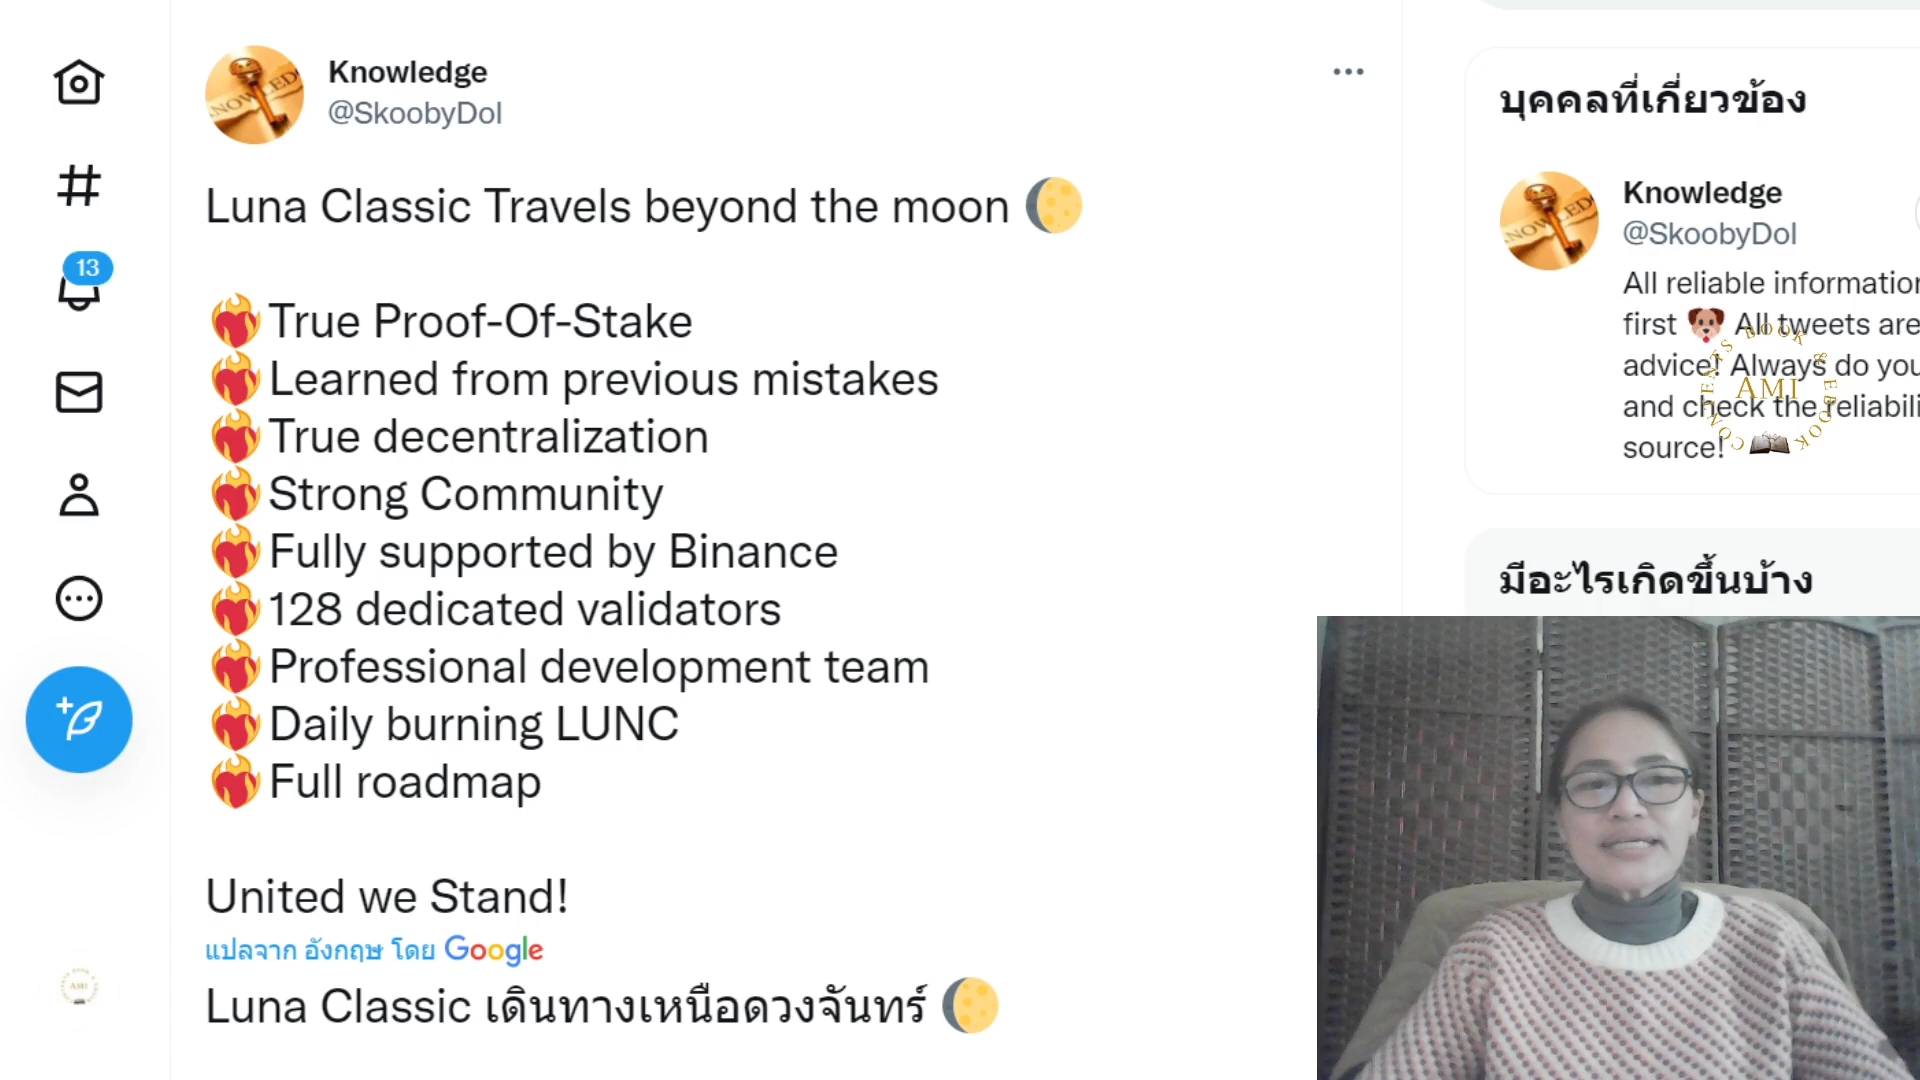 Knowledge
@SkoobyDol
Luna Classic Travels beyond the moon
True Proof-Of-Stake
Learned from previous mistakes
True decentralization
Strong Community
Fully supported by Binance
128 dedicated validators
Professional development team
Daily burning LUNC
Full roadmap
United we Stand!
แปลจาก อังกฤษ โดย Google
Luna Classic เดินทางเหนือดวงจันทร์
13
บุคคลที่เกี่ยวข้อง
Knowledge
@SkoobyDol
All reliable information
first All tweets are
advice! Always do you
and check the reliabili
source!
CONTENTS BOOK & EBOOK
AMI
มีอะไรเกิดขึ้นบ้าง
AMI